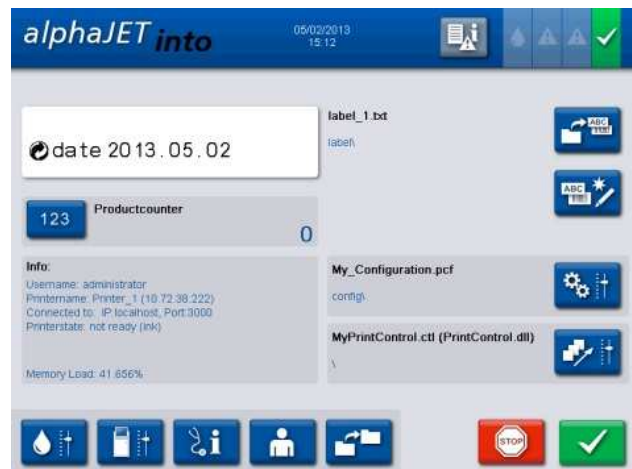 alphaJET into
05/02/2013
15:12
date 2013.05.02
label_1.txt
label\
ABC
ABC
123
Productcounter
0
Info:
Username: administrator
Printername: Printer_1 (10.72.38.222)
Connected to: IP localhost, Port 3000
Printerstate: not ready (ink)
Memory Load: 41.656%
My_Configuration.pcf
config\
MyPrintControl.ctl (PrintControl.dll)
\
STOP